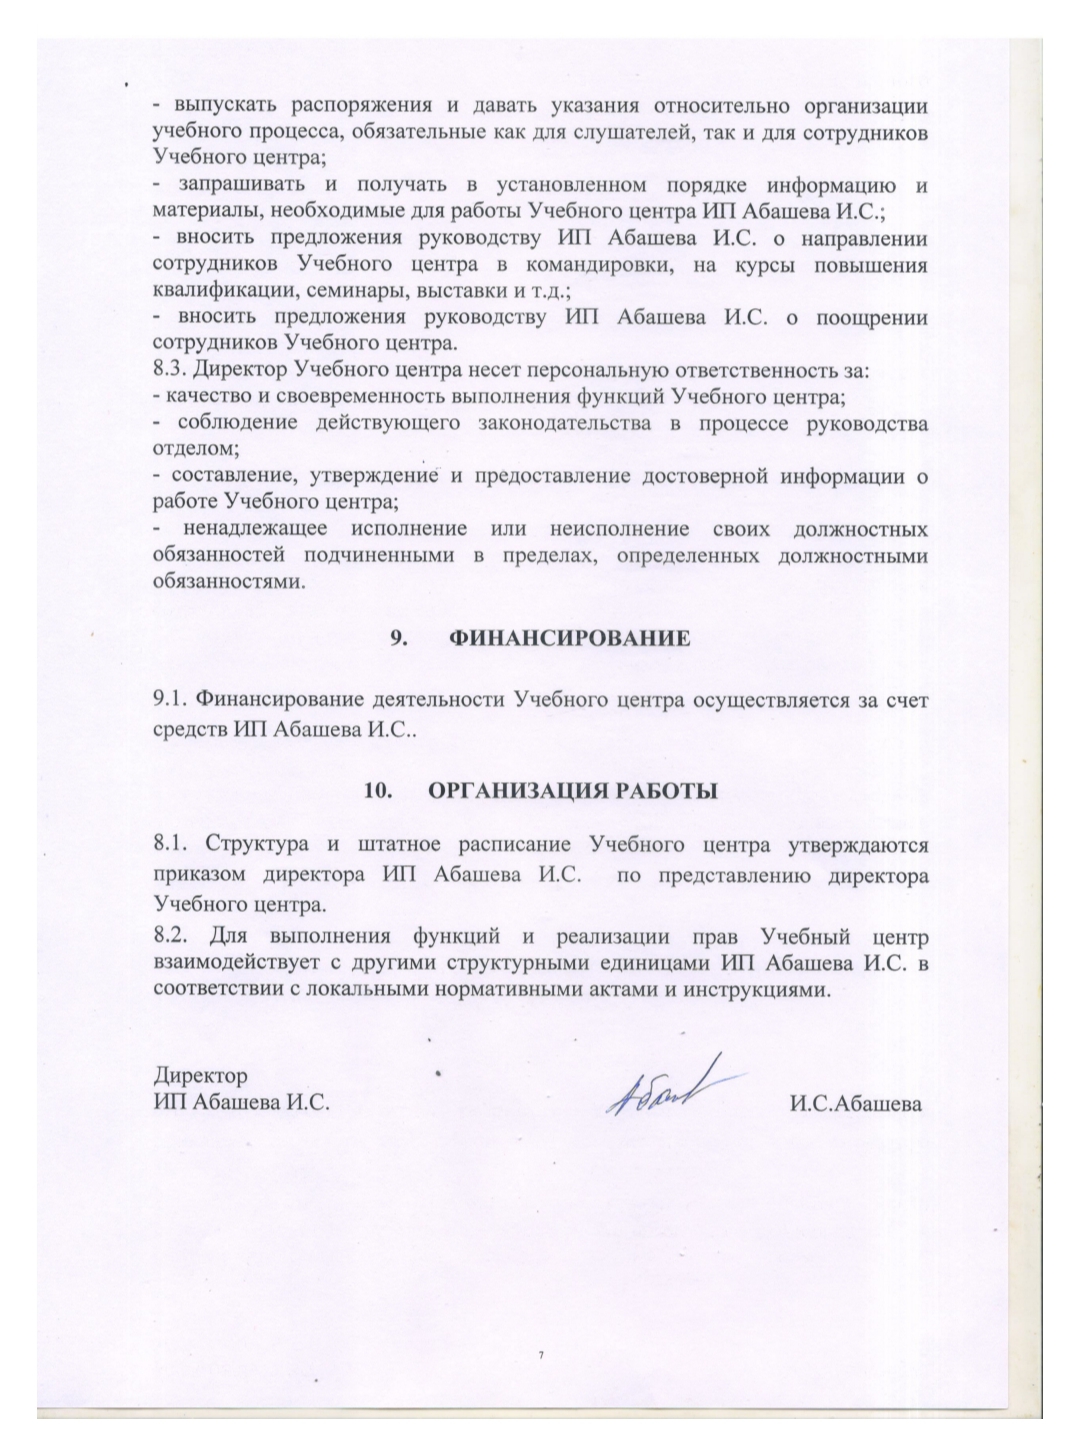 - выпускать распоряжения и давать указания относительно организации
учебного процесса, обязательные как для слушателей, так и для сотрудников
Учебного центра;
- запрашивать и получать в установленном порядке информацию и
материалы, необходимые для работы Учебного центра ИП Абашева И.С.;
- вносить предложения руководству ИП Абашева И.С. о направлении
сотрудников Учебного центра в командировки, на курсы повышения
квалификации, семинары, выставки и т.д.;
- вносить предложения руководству ИП Абашева И.С. о поощрении
сотрудников Учебного центра.
8.3. Директор Учебного центра несет персональную ответственность за:
- качество и своевременность выполнения функций Учебного центра;
- соблюдение действующего законодательства в процессе руководства
отделом;
- составление, утверждение и предоставление достоверной информации о
работе Учебного центра;
- ненадлежащее исполнение или неисполнение своих должностных
обязанностей подчиненными в пределах, определенных должностными
обязанностями.
9. ФИНАНСИРОВАНИЕ
9.1. Финансирование деятельности Учебного центра осуществляется за счет
средств ИП Абашева И.С..
10. ОРГАНИЗАЦИЯ РАБОТЫ
8.1. Структура и штатное расписание Учебного центра утверждаются
приказом директора ИП Абашева И.С. по представлению директора
Учебного центра.
8.2. Для выполнения функций и реализации прав Учебный центр
взаимодействует с другими структурными единицами ИП Абашева И.С. в
соответствии с локальными нормативными актами и инструкциями.
Директор
ИП Абашева И.С.
И.С.Абашева
7